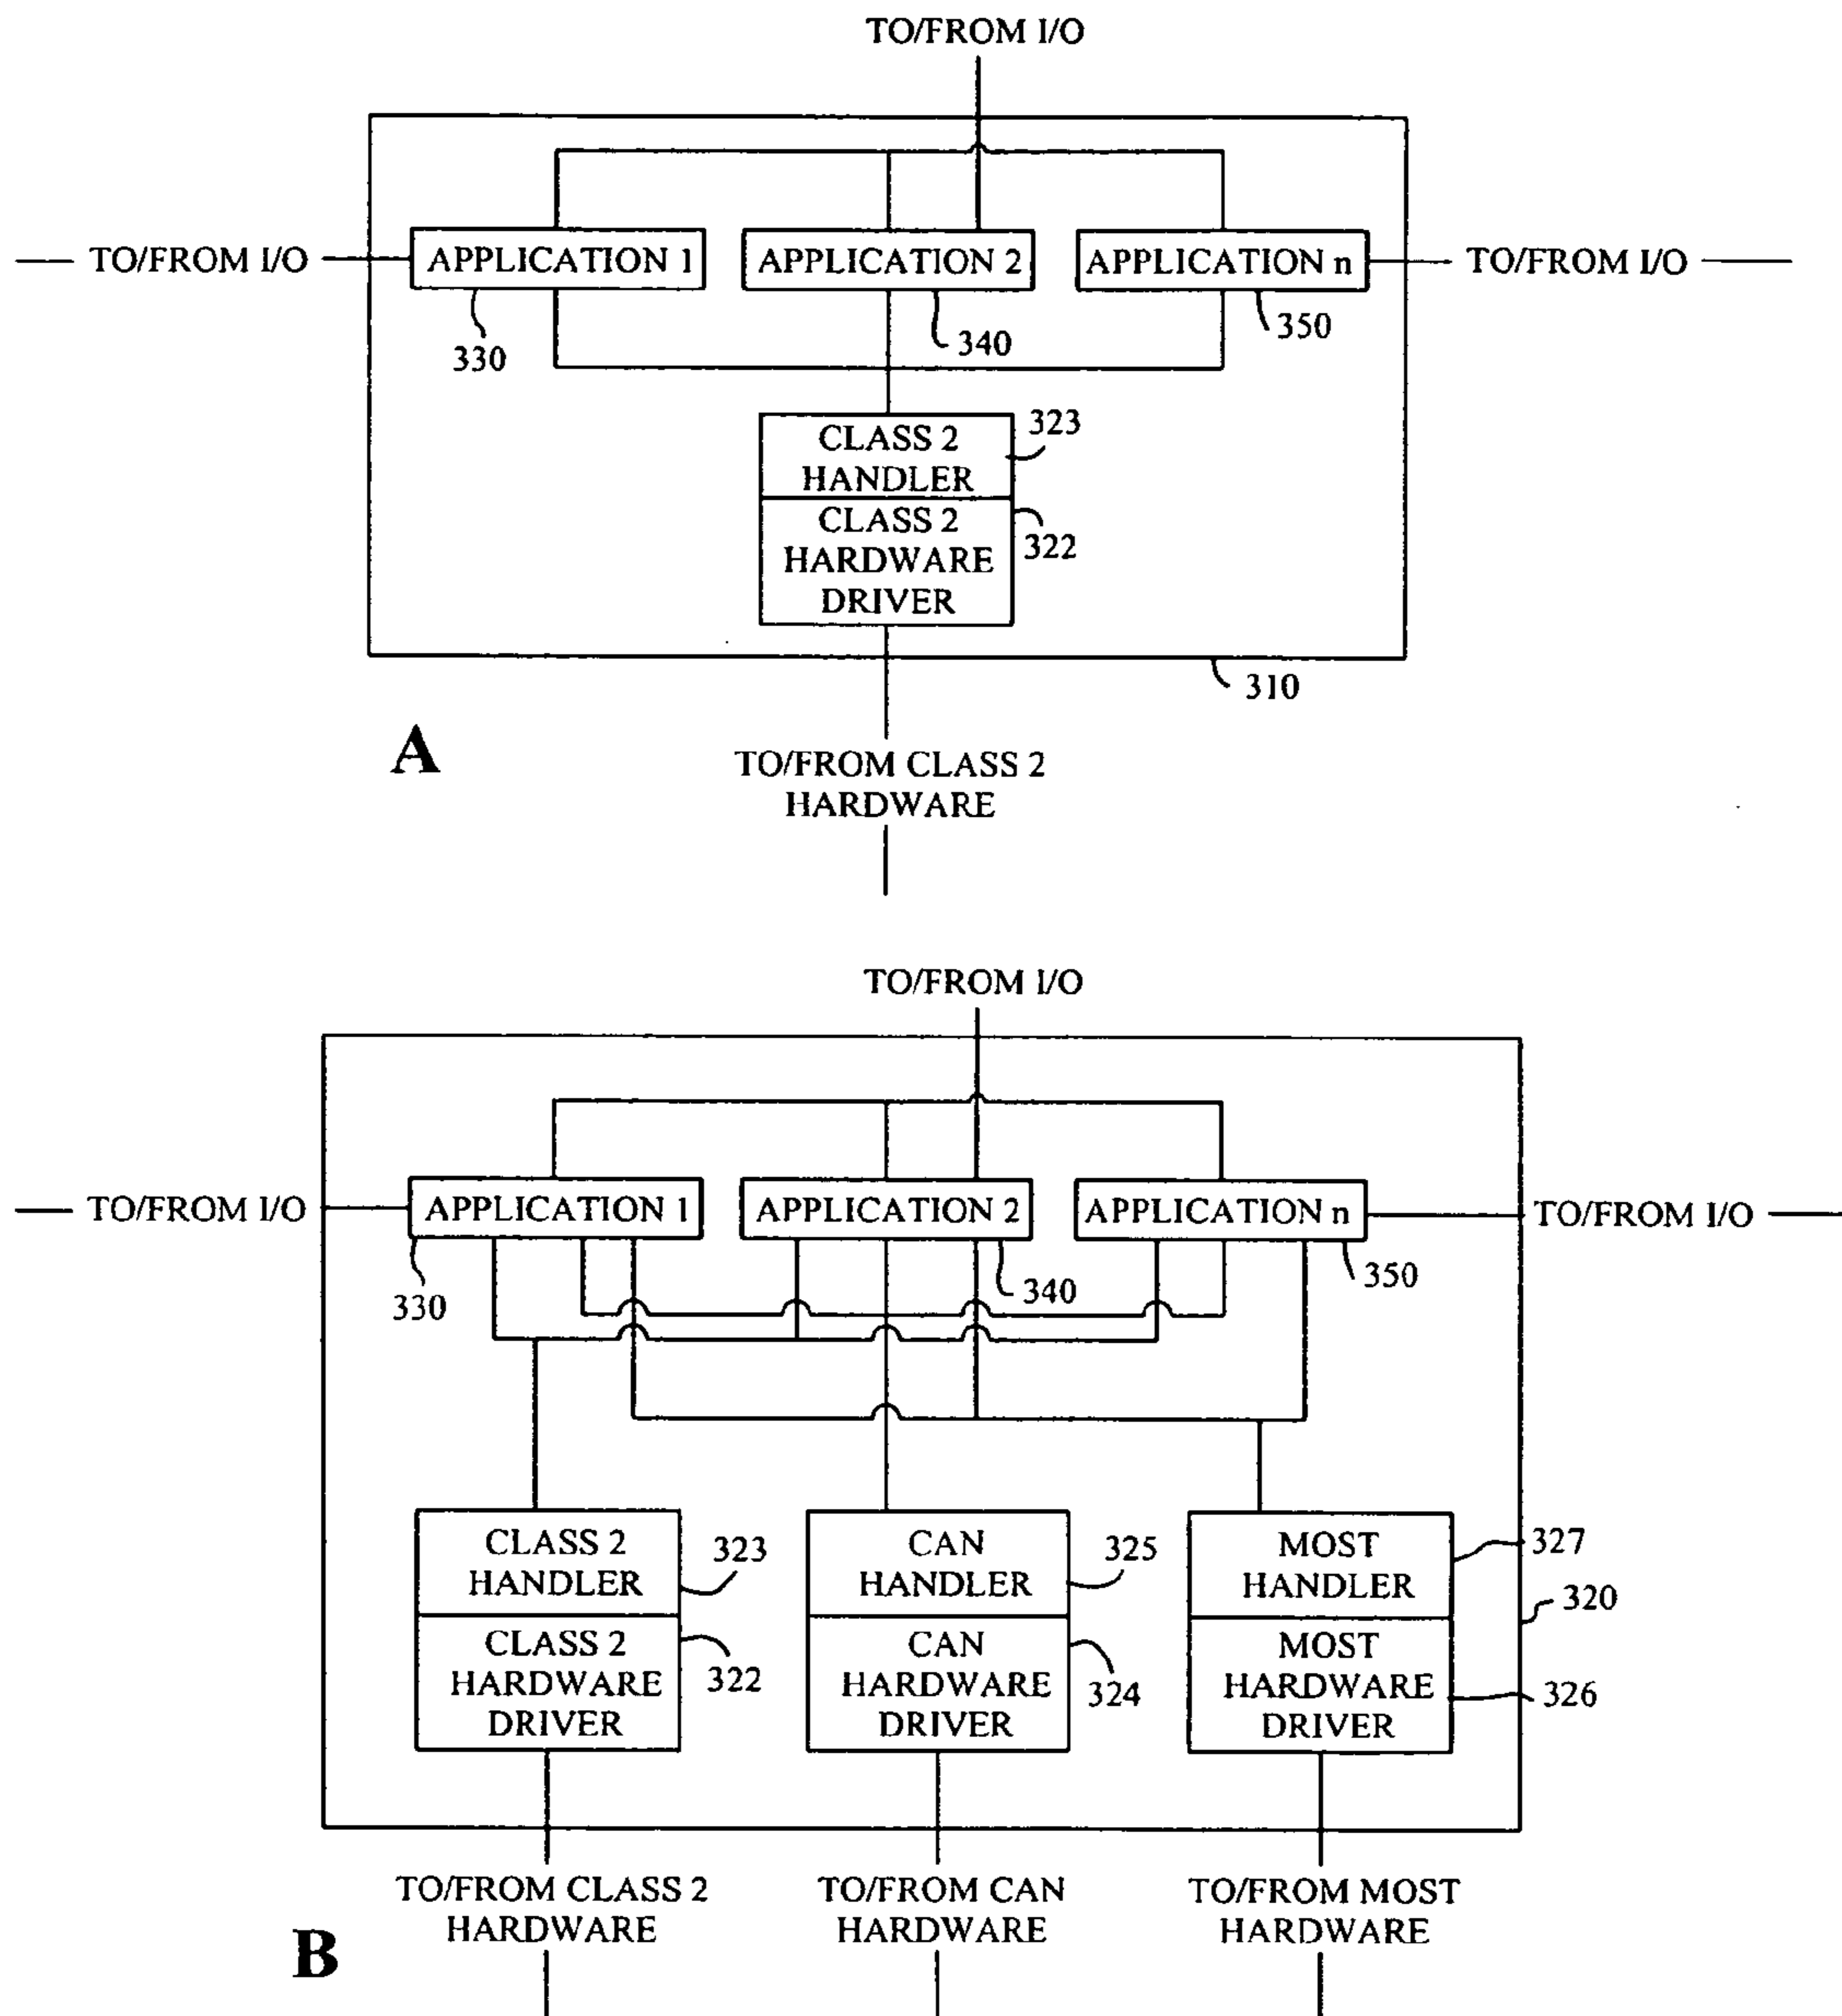 TO/FROM I/O
TO/FROM I/O
APPLICATION 1
APPLICATION 2
APPLICATION n
TO/FROM I/O
330
340
350
CLASS 2
HANDLER
323
CLASS 2
HARDWARE
DRIVER
322
310
A
TO/FROM CLASS 2
HARDWARE
TO/FROM I/O
TO/FROM I/O
APPLICATION 1
APPLICATION 2
APPLICATION n
TO/FROM I/O
330
340
350
CLASS 2
HANDLER
323
CAN
HANDLER
325
MOST
HANDLER
327
320
CLASS 2
HARDWARE
DRIVER
322
CAN
HARDWARE
DRIVER
324
MOST
HARDWARE
DRIVER
326
TO/FROM CLASS 2
HARDWARE
TO/FROM CAN
HARDWARE
TO/FROM MOST
HARDWARE
B